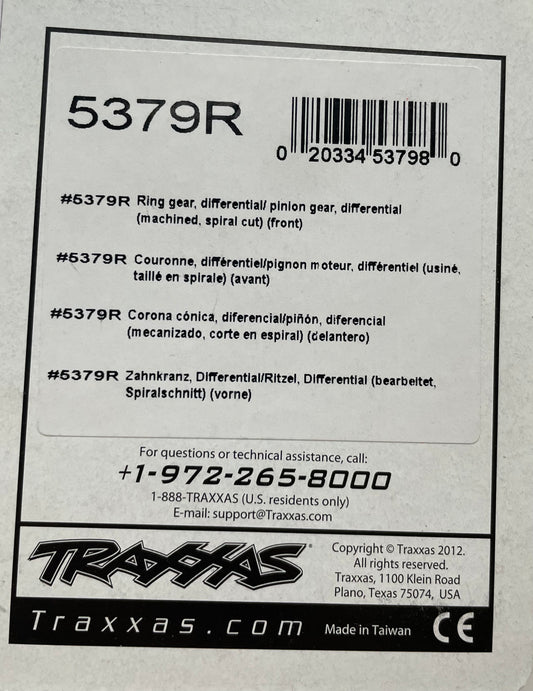 5379R
0 20334 53798 0
#5379R Ring gear, differential/ pinion gear, differential
(machined, spiral cut) (front)
#5379R Couronne, différentiel/pignon moteur, différentiel (usiné,
taillé en spirale) (avant)
#5379R Corona cónica, diferencial/piñón, diferencial
(mecanizado, corte en espiral) (delantero)
#5379R Zahnkranz, Differential/Ritzel, Differential (bearbeitet,
Spiralschnitt) (vorne)
For questions or technical assistance, call:
+1-972-265-8000
1-888-TRAXXAS (U.S. residents only)
E-mail: support@Traxxas.com
TRAXXAS®
Copyright © Traxxas 2012.
All rights reserved.
Traxxas, 1100 Klein Road
Plano, Texas 75074, USA
Traxxas.com Made in Taiwan CE